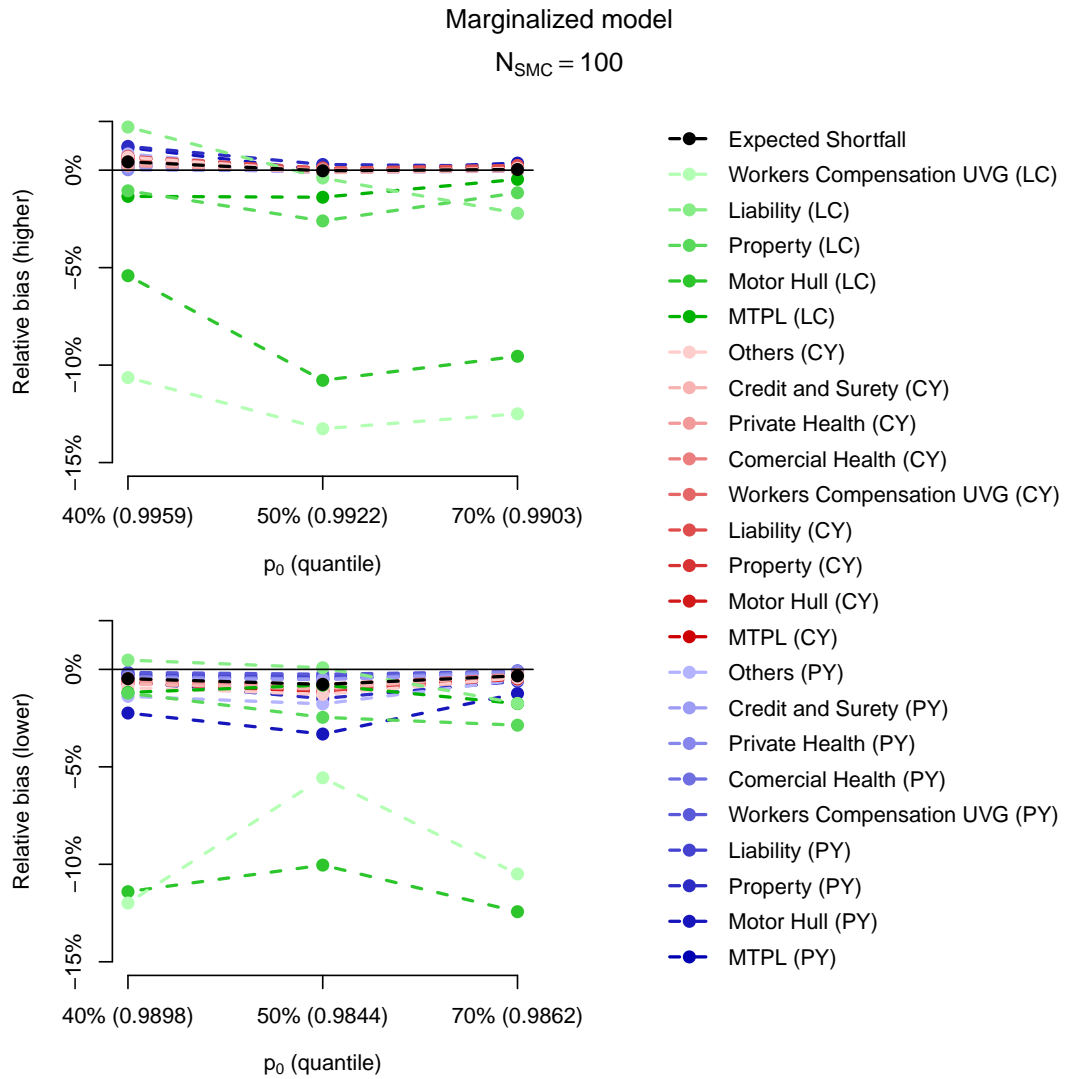 Marginalized model
N_SMC = 100
Relative bias (higher)
0%
−5%
−10%
−15%
40% (0.9959) 50% (0.9922) 70% (0.9903)
p_0 (quantile)
Relative bias (lower)
0%
−5%
−10%
−15%
40% (0.9898) 50% (0.9844) 70% (0.9862)
p_0 (quantile)
Expected Shortfall
Workers Compensation UVG (LC)
Liability (LC)
Property (LC)
Motor Hull (LC)
MTPL (LC)
Others (CY)
Credit and Surety (CY)
Private Health (CY)
Comercial Health (CY)
Workers Compensation UVG (CY)
Liability (CY)
Property (CY)
Motor Hull (CY)
MTPL (CY)
Others (PY)
Credit and Surety (PY)
Private Health (PY)
Comercial Health (PY)
Workers Compensation UVG (PY)
Liability (PY)
Property (PY)
Motor Hull (PY)
MTPL (PY)